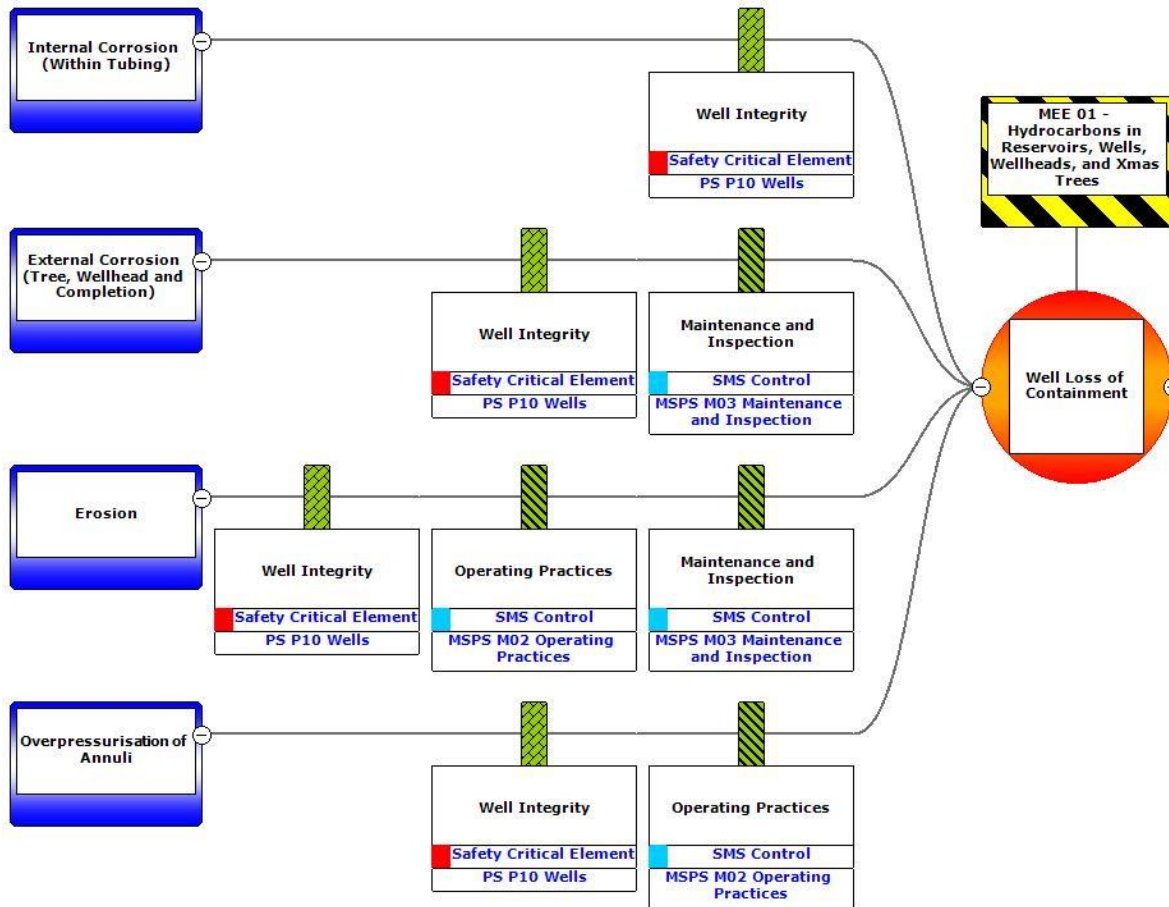 Internal Corrosion
(Within Tubing)
Well Integrity
Safety Critical Element
PS P10 Wells
MEE 01 -
Hydrocarbons in
Reservoirs, Wells,
Wellheads, and Xmas
Trees
External Corrosion
(Tree, Wellhead and
Completion)
Well Integrity
Safety Critical Element
PS P10 Wells
Maintenance and
Inspection
SMS Control
MSPS M03 Maintenance
and Inspection
Well Loss of
Containment
Erosion
Well Integrity
Safety Critical Element
PS P10 Wells
Operating Practices
SMS Control
MSPS M02 Operating
Practices
Maintenance and
Inspection
SMS Control
MSPS M03 Maintenance
and Inspection
Overpressurisation of
Annuli
Well Integrity
Safety Critical Element
PS P10 Wells
Operating Practices
SMS Control
MSPS M02 Operating
Practices